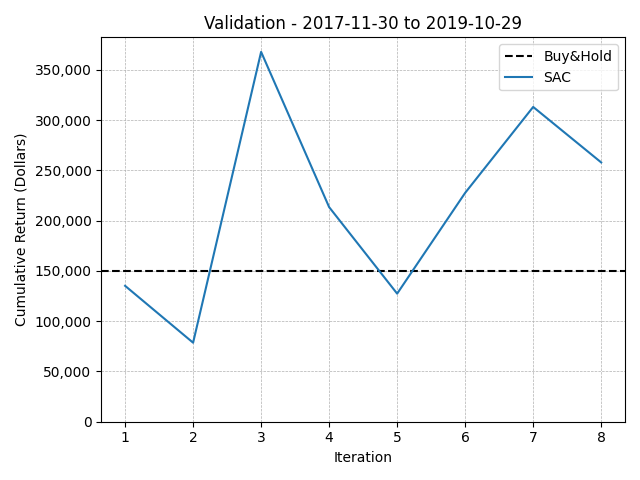 Validation - 2017-11-30 to 2019-10-29
Buy&Hold
SAC
Cumulative Return (Dollars)
350,000
300,000
250,000
200,000
150,000
100,000
50,000
0
1 2 3 4 5 6 7 8
Iteration